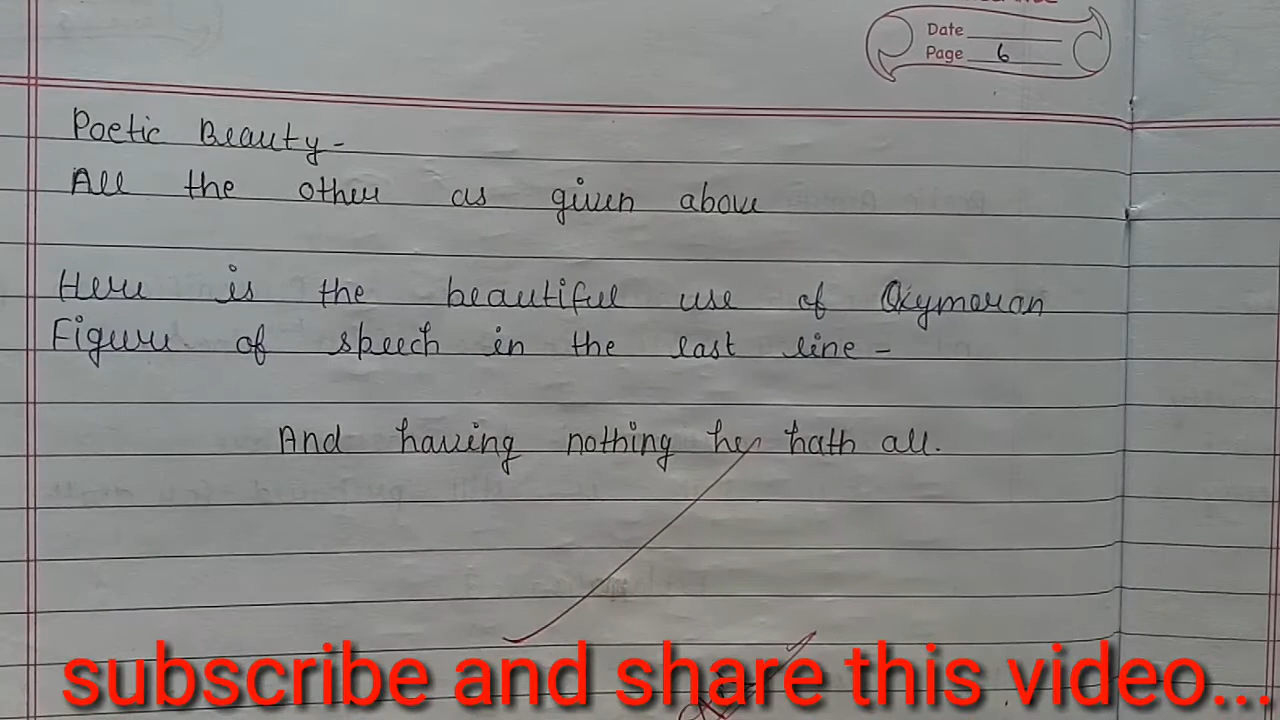 Date
Page 6
Poetic Beauty-
All the other as given above
Here is the beautiful use of Oxymoron
Figure of speech in the last line -
And having nothing he hath all.
subscribe and share this video...